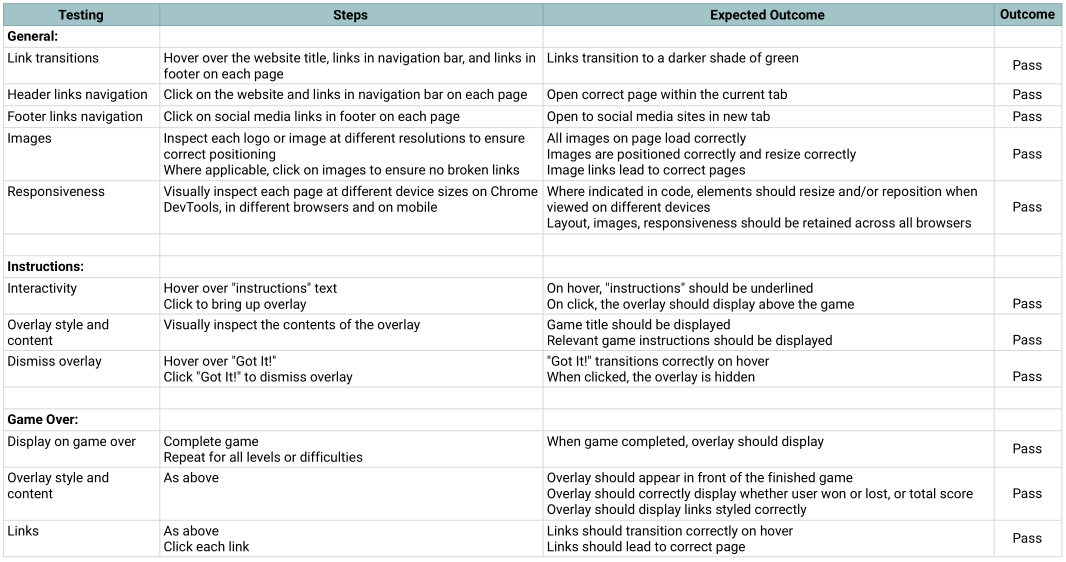 Testing Steps Expected Outcome Outcome
General:
Link transitions Hover over the website title, links in navigation bar, and links in footer on each page Links transition to a darker shade of green Pass
Header links navigation Click on the website and links in navigation bar on each page Open correct page within the current tab Pass
Footer links navigation Click on social media links in footer on each page Open to social media sites in new tab Pass
Images
Inspect each logo or image at different resolutions to ensure
correct positioning
Where applicable, click on images to ensure no broken links
All images on page load correctly
Images are positioned correctly and resize correctly
Image links lead to correct pages
Pass
Responsiveness
Visually inspect each page at different device sizes on Chrome
DevTools, in different browsers and on mobile
Where indicated in code, elements should resize and/or reposition when
viewed on different devices
Layout, images, responsiveness should be retained across all browsers
Pass
Instructions:
Interactivity
Hover over "instructions" text
Click to bring up overlay
On hover, "instructions" should be underlined
On click, the overlay should display above the game
Pass
Overlay style and
content
Visually inspect the contents of the overlay
Game title should be displayed
Relevant game instructions should be displayed
Pass
Dismiss overlay
Hover over "Got It!"
Click "Got It!" to dismiss overlay
"Got It!" transitions correctly on hover
When clicked, the overlay is hidden
Pass
Game Over:
Display on game over
Complete game
Repeat for all levels or difficulties
When game completed, overlay should display
Pass
Overlay style and
content
As above
Overlay should appear in front of the finished game
Overlay should correctly display whether user won or lost, or total score
Overlay should display links styled correctly
Pass
Links
As above
Click each link
Links should transition correctly on hover
Links should lead to correct page
Pass